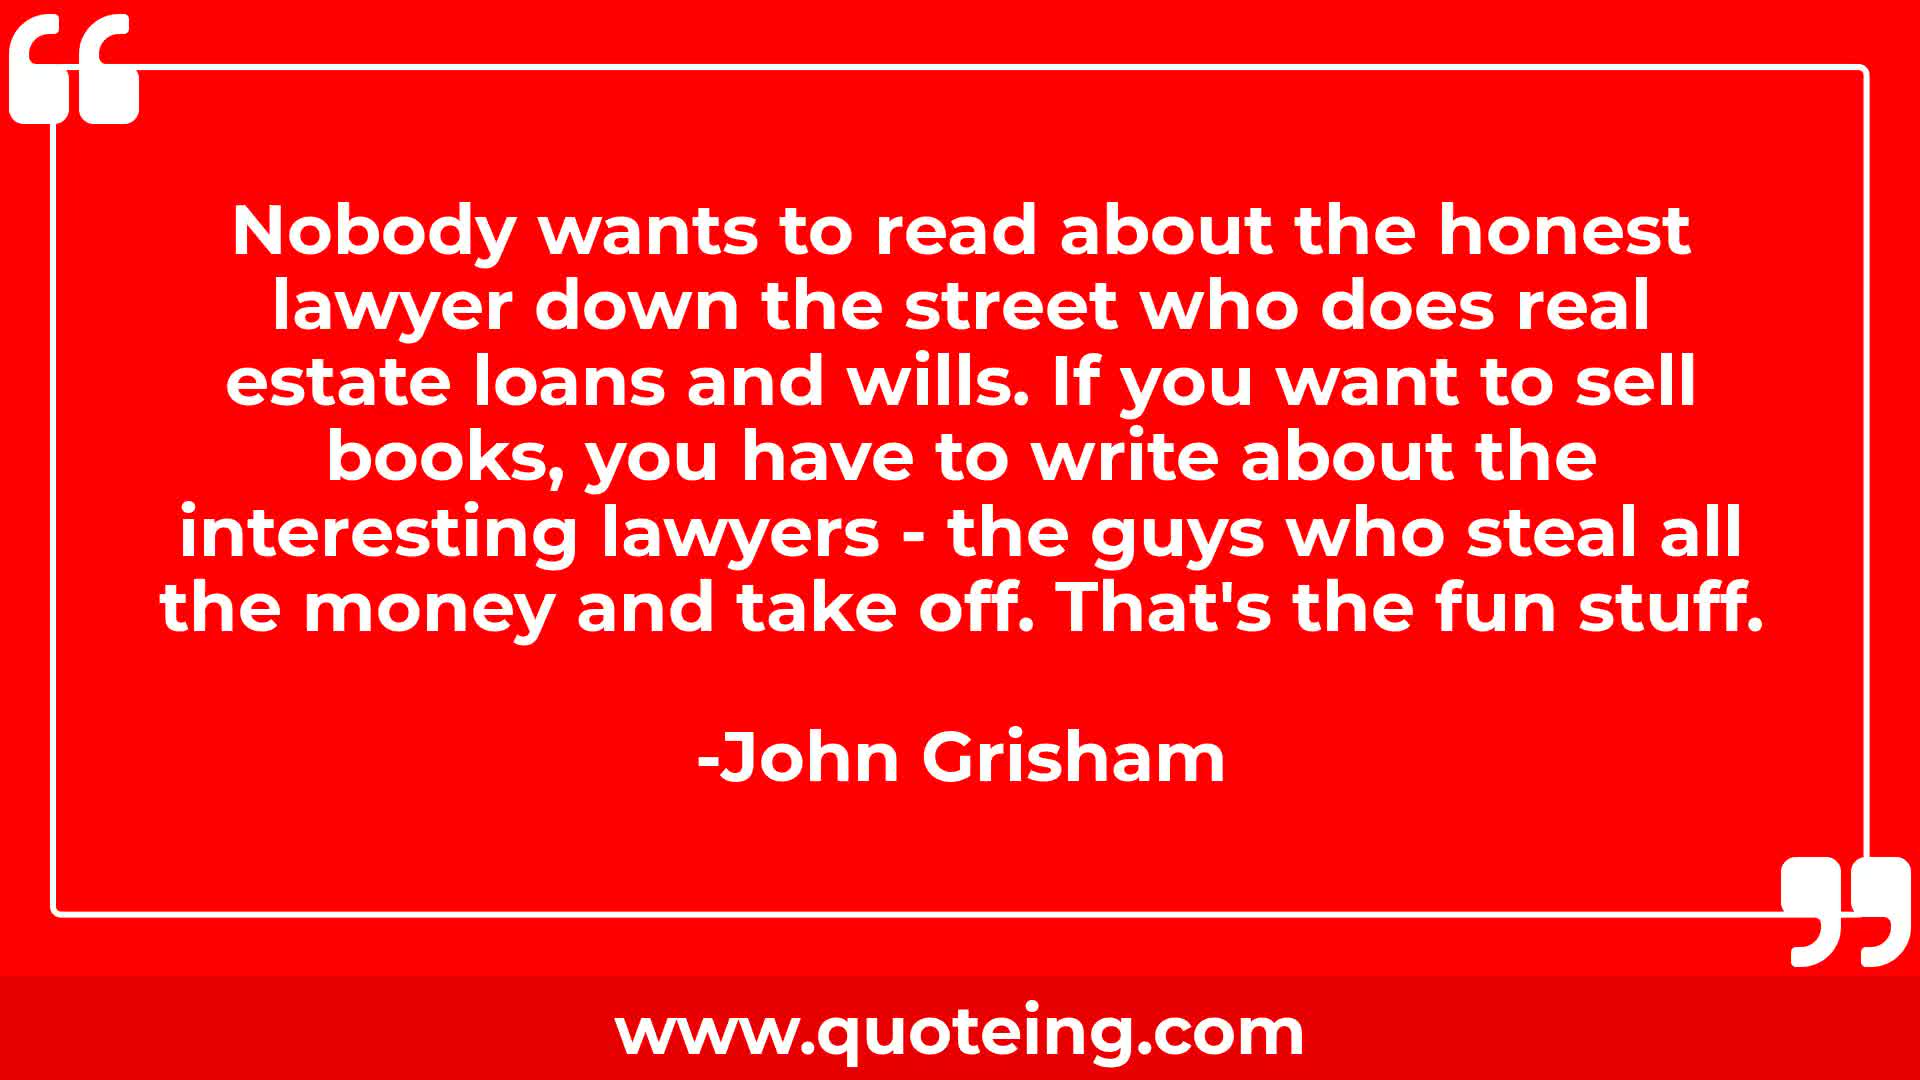 Nobody wants to read about the honest
lawyer down the street who does real
estate loans and wills. If you want to sell
books, you have to write about the
interesting lawyers - the guys who steal all
the money and take off. That's the fun stuff.
-John Grisham
www.quoteing.com